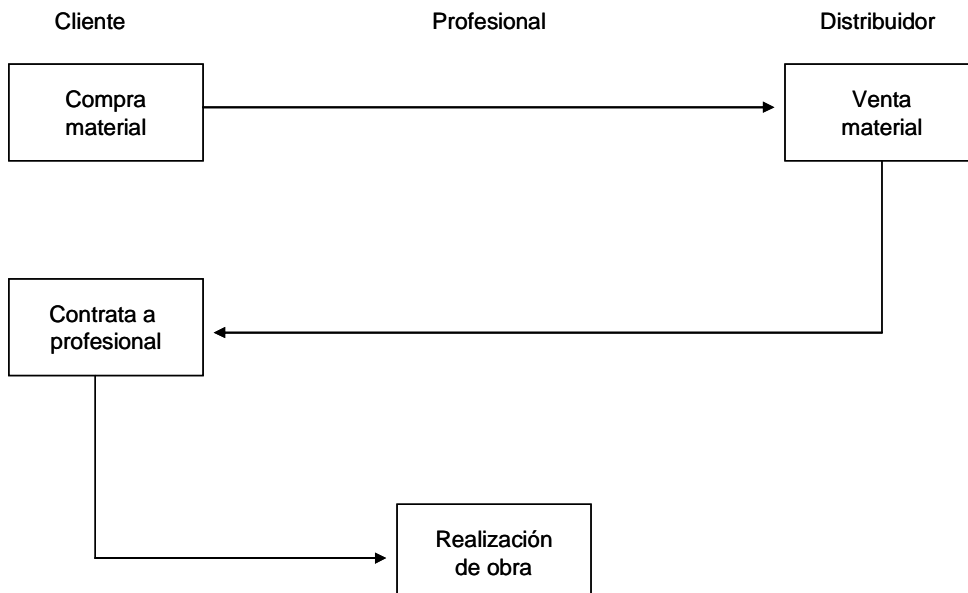 Cliente
Profesional
Distribuidor
Compra
material
Venta
material
Contrata a
profesional
Realización
de obra